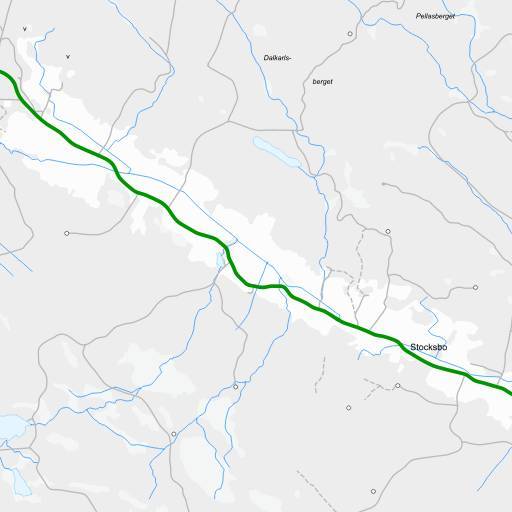 Pellasberget
v
v
Dalkarls-
berget
Stocksbo